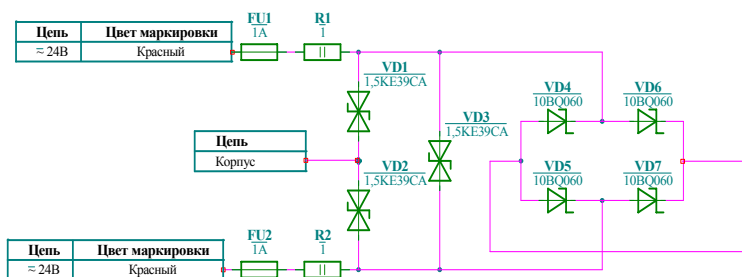 Цепь Цвет маркировки
≈ 24В Красный
FU1
1А
R1
1
VD1
1,5KE39CA
VD3
1,5KE39CA
VD4
10BQ060
VD6
10BQ060
Цепь
Корпус
VD2
1,5KE39CA
VD5
10BQ060
VD7
10BQ060
FU2
1А
R2
1
Цепь Цвет маркировки
≈ 24В Красный